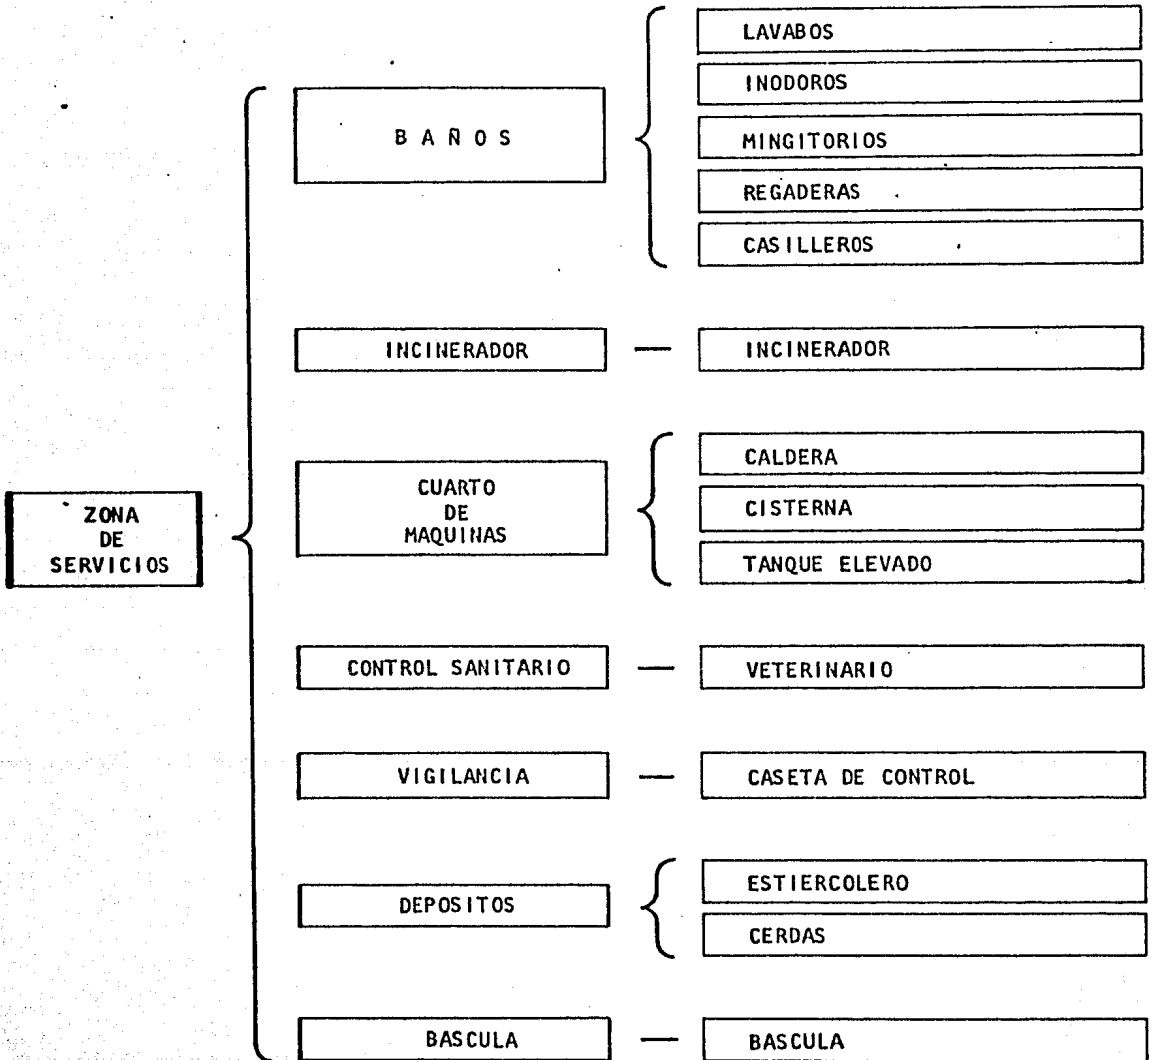 ZONA
DE
SERVICIOS
BAÑOS
LAVABOS
INODOROS
MINGITORIOS
REGADERAS
CASILLEROS
INCINERADOR
INCINERADOR
CUARTO
DE
MAQUINAS
CALDERA
CISTERNA
TANQUE ELEVADO
CONTROL SANITARIO
VETERINARIO
VIGILANCIA
CASETA DE CONTROL
DEPOSITOS
ESTIERCOLERO
CERDAS
BASCULA
BASCULA